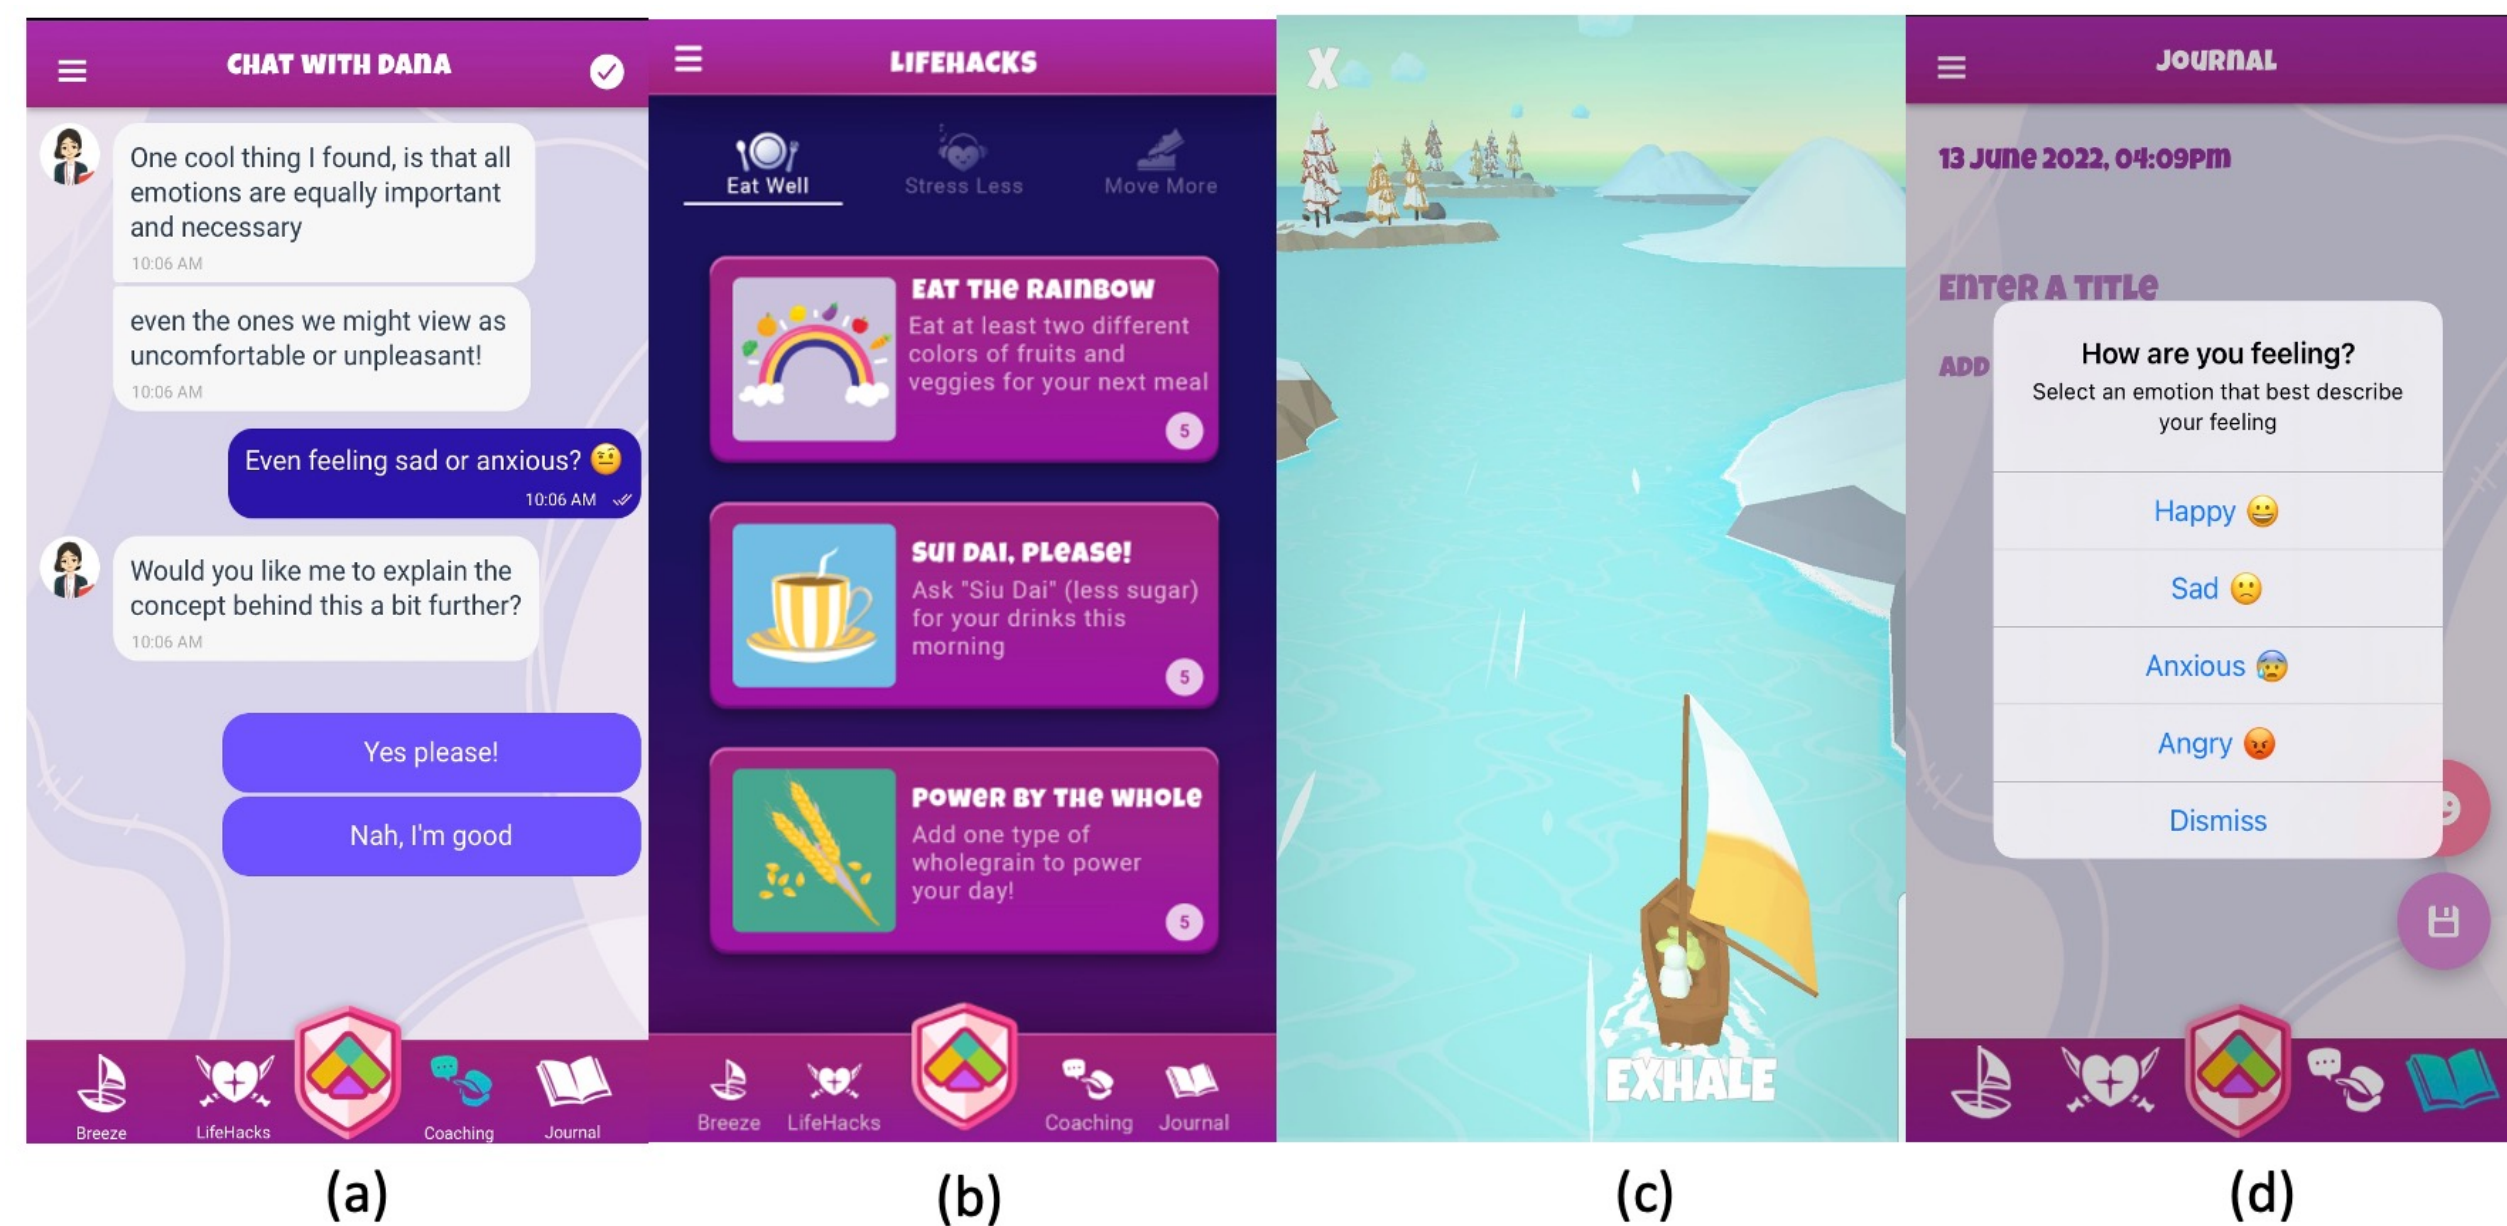 CHAT WITH DANA
One cool thing I found, is that all
emotions are equally important
and necessary
10:06 AM
even the ones we might view as
uncomfortable or unpleasant!
10:06 AM
Even feeling sad or anxious? 🤨
10:06 AM
Would you like me to explain the
concept behind this a bit further?
10:06 AM
Yes please!
Nah, I'm good
Breeze
LifeHacks
Coaching
Journal
(a)
LIFEHACKS
Eat Well
Stress Less
Move More
EAT THE RAINBOW
Eat at least two different
colors of fruits and
veggies for your next meal
5
SUI DAI, PLEASE!
Ask "Siu Dai" (less sugar)
for your drinks this
morning
5
POWER BY THE WHOLE
Add one type of
wholegrain to power
your day!
5
Breeze
LifeHacks
Coaching
Journal
(b)
X
EXHALE
(c)
JOURNAL
13 June 2022, 04:09PM
ENTER A TITLE
ADD
How are you feeling?
Select an emotion that best describe
your feeling
Happy 😀
Sad 🙁
Anxious 😰
Angry 😡
Dismiss
(d)